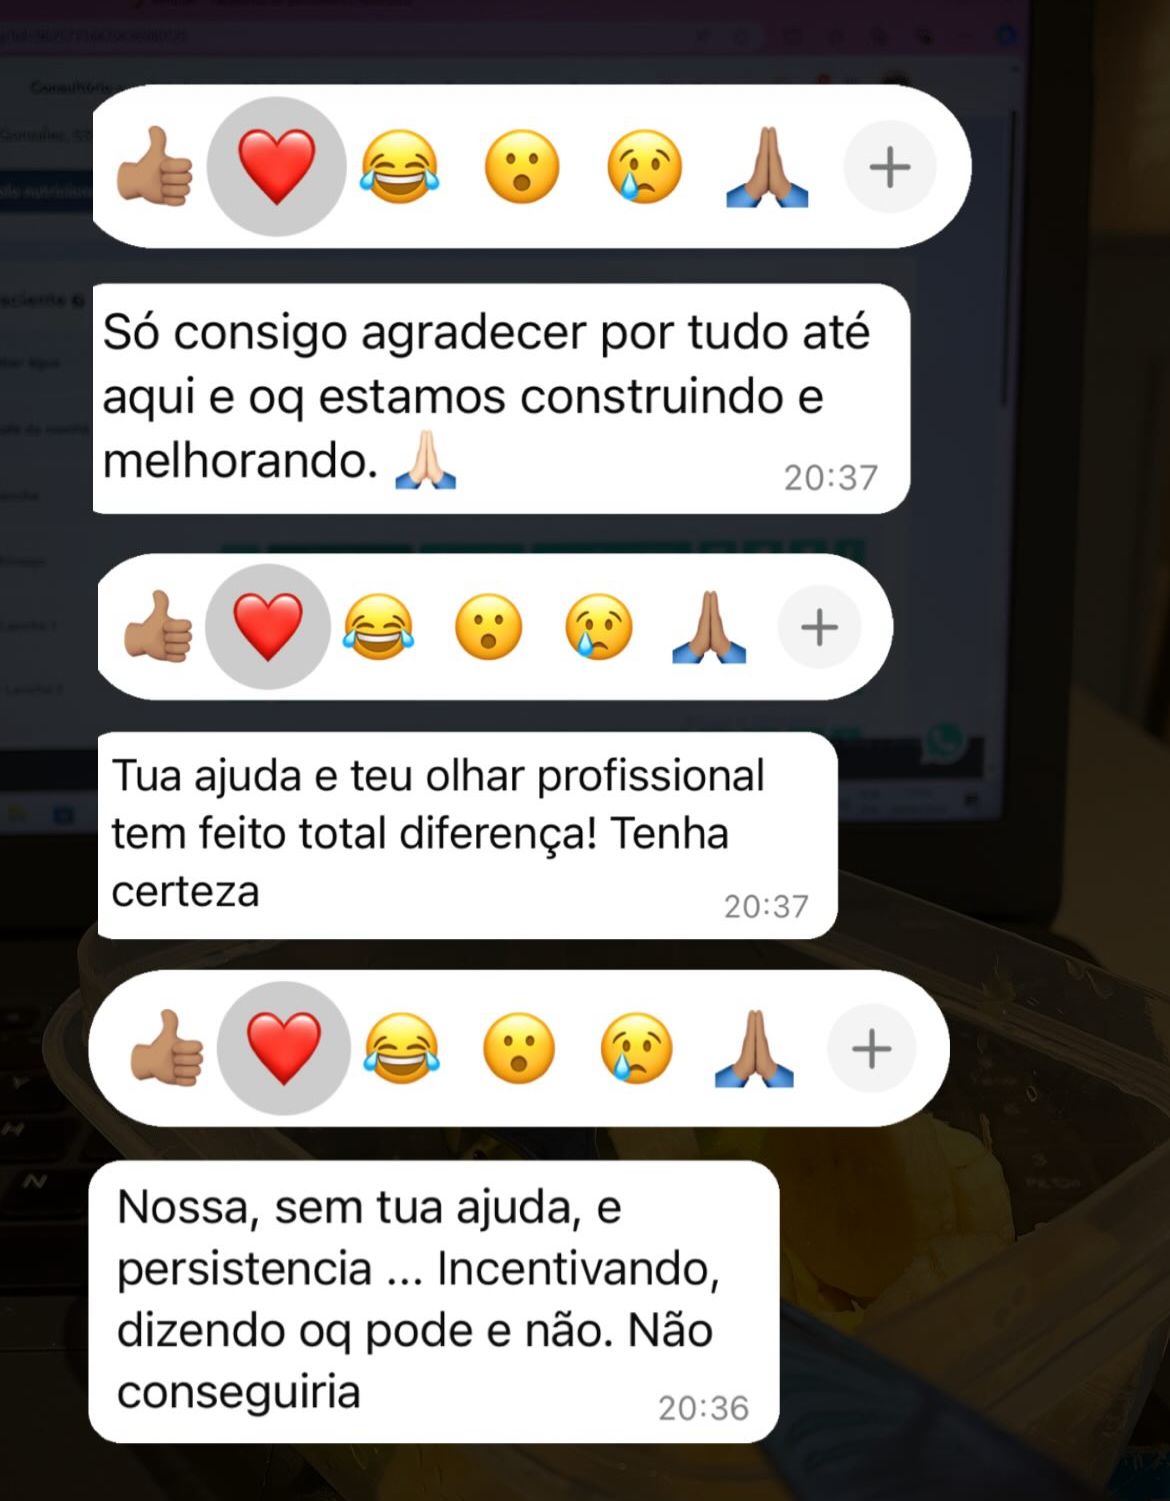 Só consigo agradecer por tudo até
aqui e oq estamos construindo e
melhorando. 🙏🏻
20:37
Tua ajuda e teu olhar profissional
tem feito total diferença! Tenha
certeza
20:37
Nossa, sem tua ajuda, e
persistencia ... Incentivando,
dizendo oq pode e não. Não
conseguiria
20:36